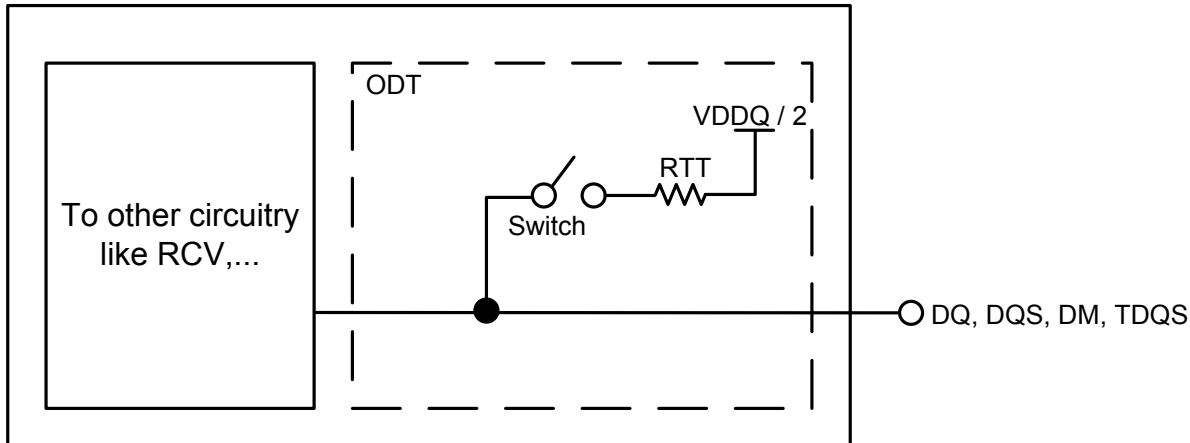 ODT
VDDQ / 2
RTT
Switch
To other circuitry
like RCV,...
DQ, DQS, DM, TDQS